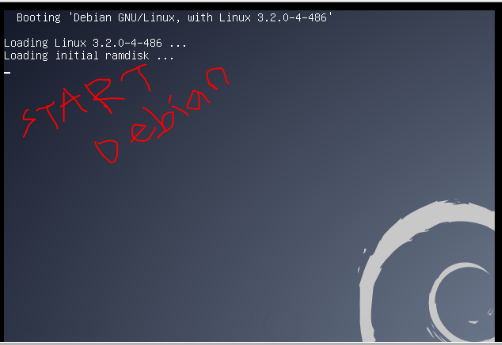 Booting 'Debian GNU/Linux, with Linux 3.2.0-4-486'
Loading Linux 3.2.0-4-486 ...
Loading initial ramdisk ...
START
Debian